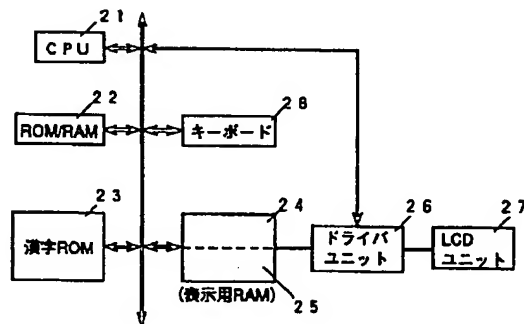 21
CPU
22
ROM/RAM
28
キーボード
23
漢字ROM
24
26
27
ドライバ
ユニット
LCD
ユニット
25
(表示用RAM)